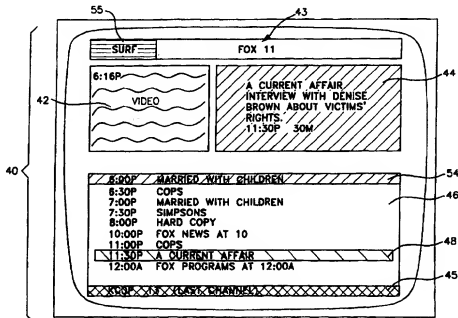 55
43
SURF FOX 11
44
6:16P
42
VIDEO
A CURRENT AFFAIR
INTERVIEW WITH DENISE
BROWN ABOUT VICTIMS'
RIGHTS.
11:30P 30M
40
6:00P MARRIED WITH CHILDREN
54
6:30P COPS
46
7:00P MARRIED WITH CHILDREN
7:30P SIMPSONS
8:00P HARD COPY
10:00P FOX NEWS AT 10
11:00P COPS
48
11:30P A CURRENT AFFAIR
12:00A FOX PROGRAMS AT 12:00A
45
13 (LAST CHANNEL)